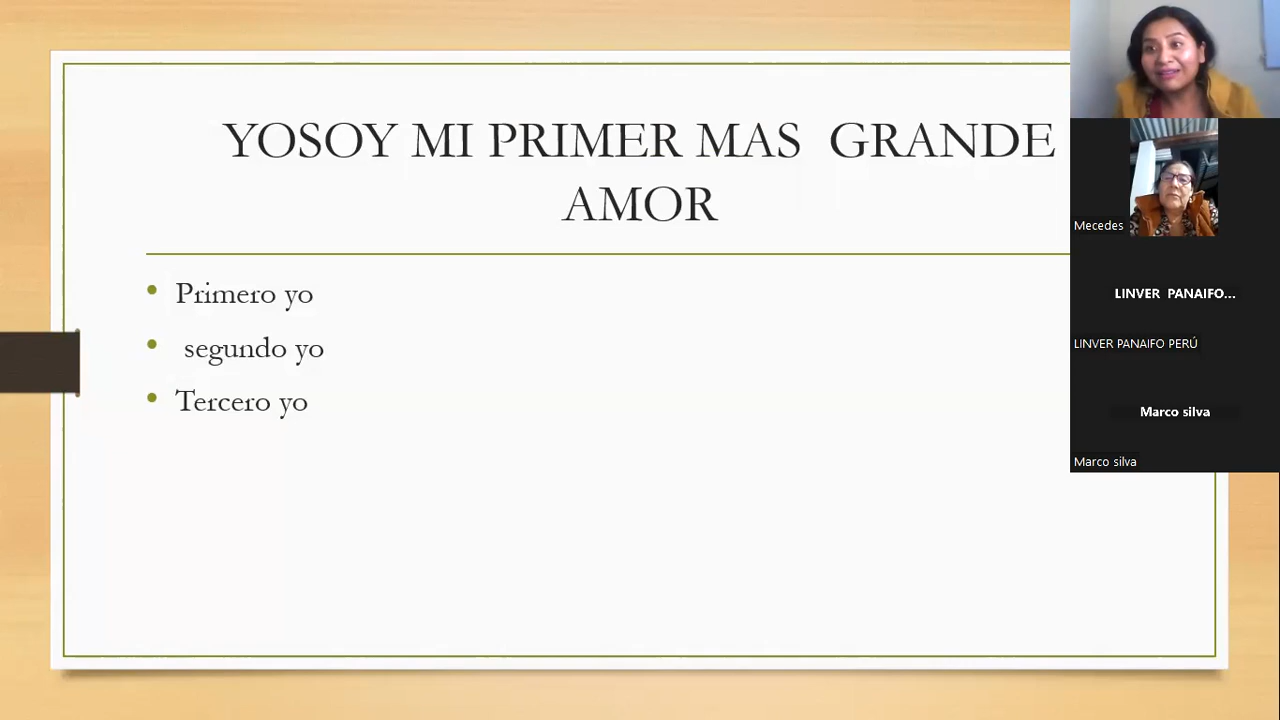 YOSOY MI PRIMER MAS GRANDE
AMOR
• Primero yo
• segundo yo
• Tercero yo
Mecedes
LINVER PANAIFO...
LINVER PANAIFO PERÚ
Marco silva
Marco silva